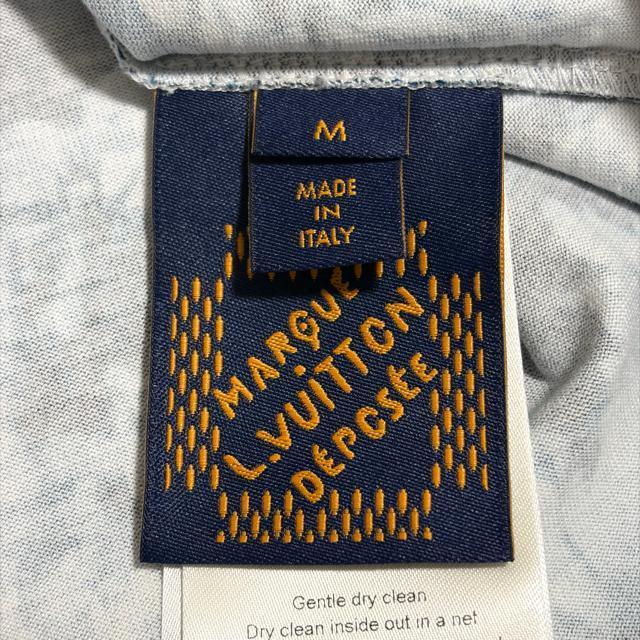 M
MADE
IN
ITALY
MARQUE
L.VUITTON
DÉPOSÉE
Gentle dry clean
Dry clean inside out in a net